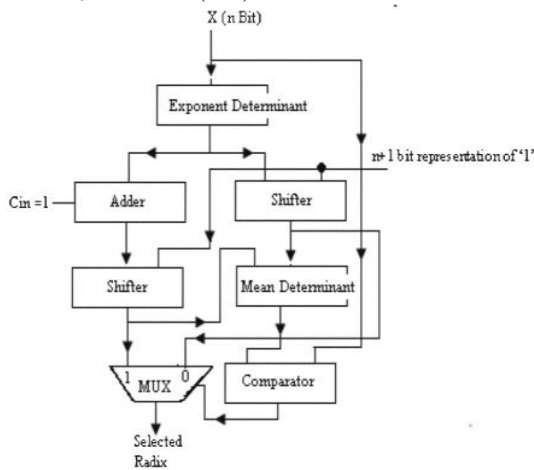 X (n Bit)
Exponent Determinant
n+1 bit representation of '1'
Cin =1
Adder
Shifter
Shifter
Mean Determinant
1
0
MUX
Comparator
Selected
Radix